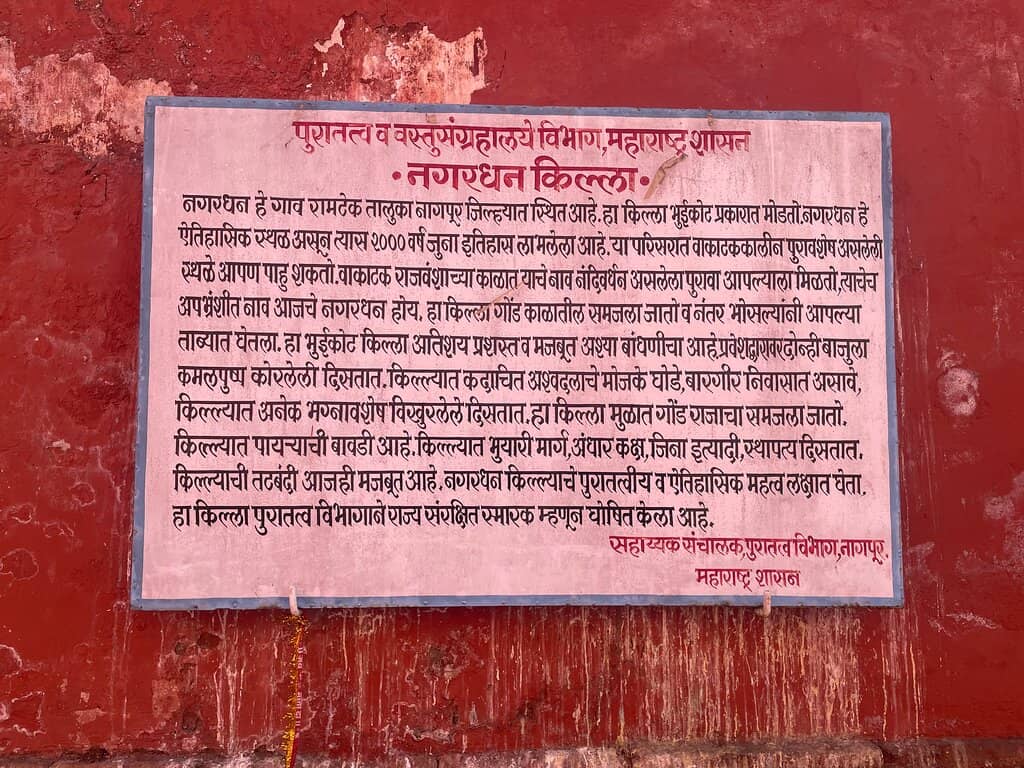 पुरातत्व व वस्तुसंग्रहालये विभाग,महाराष्ट्र शासन
•नगरधन किल्ला•
नगरधन हे गाव रामटेक तालुका नागपूर जिल्ह्यात स्थित आहे. हा किल्ला भुईकोट प्रकारात मोडतो.नगरधन हे
ऐतिहासिक स्थळ असून त्यास २००० वर्ष जुना इतिहास लाभलेला आहे. या परिसरात वाकाटककालीन पुरावशेष असलेली
स्थळे आपण पाहु शकतो.वाकाटक राजवंशाच्या काळात याचे नाव नंदिवर्धन असलेला पुरावा आपल्याला मिळतो,त्याचेच
अपभ्रंशीत नाव आजचे नगरधन होय. हा किल्ला गोंड काळातील समजला जातो व नंतर भोसल्यांनी आपल्या
ताब्यात घेतला. हा भुईकोट किल्ला अतिशय प्रशस्त व मजबूत अश्या बांधणीचा आहे.प्रवेशद्वारावर दोन्ही बाजुला
कमलपुष्प कोरलेली दिसतात. किल्ल्यात कदाचित अश्वदलाचे मोजके घोडे, बारगीर निवासात असावे,
किल्ल्यात अनेक भग्नावशेष विखुरलेले दिसतात. हा किल्ला मुळात गोंड राजाचा समजला जातो.
किल्ल्यात पायऱ्याची बावडी आहे. किल्ल्यात भुयारी मार्ग,अंधार कक्ष, जिना इत्यादी, स्थापत्य दिसतात.
किल्ल्याची तटबंदी आजही मजबूत आहे. नगरधन किल्ल्याचे पुरातत्वीय व ऐतिहासिक महत्व लक्षात घेता.
हा किल्ला पुरातत्व विभागाने राज्य संरक्षित स्मारक म्हणून घोषित केला आहे.
सहाय्यक संचालक,पुरातत्व विभाग,नागपूर.
महाराष्ट्र शासन